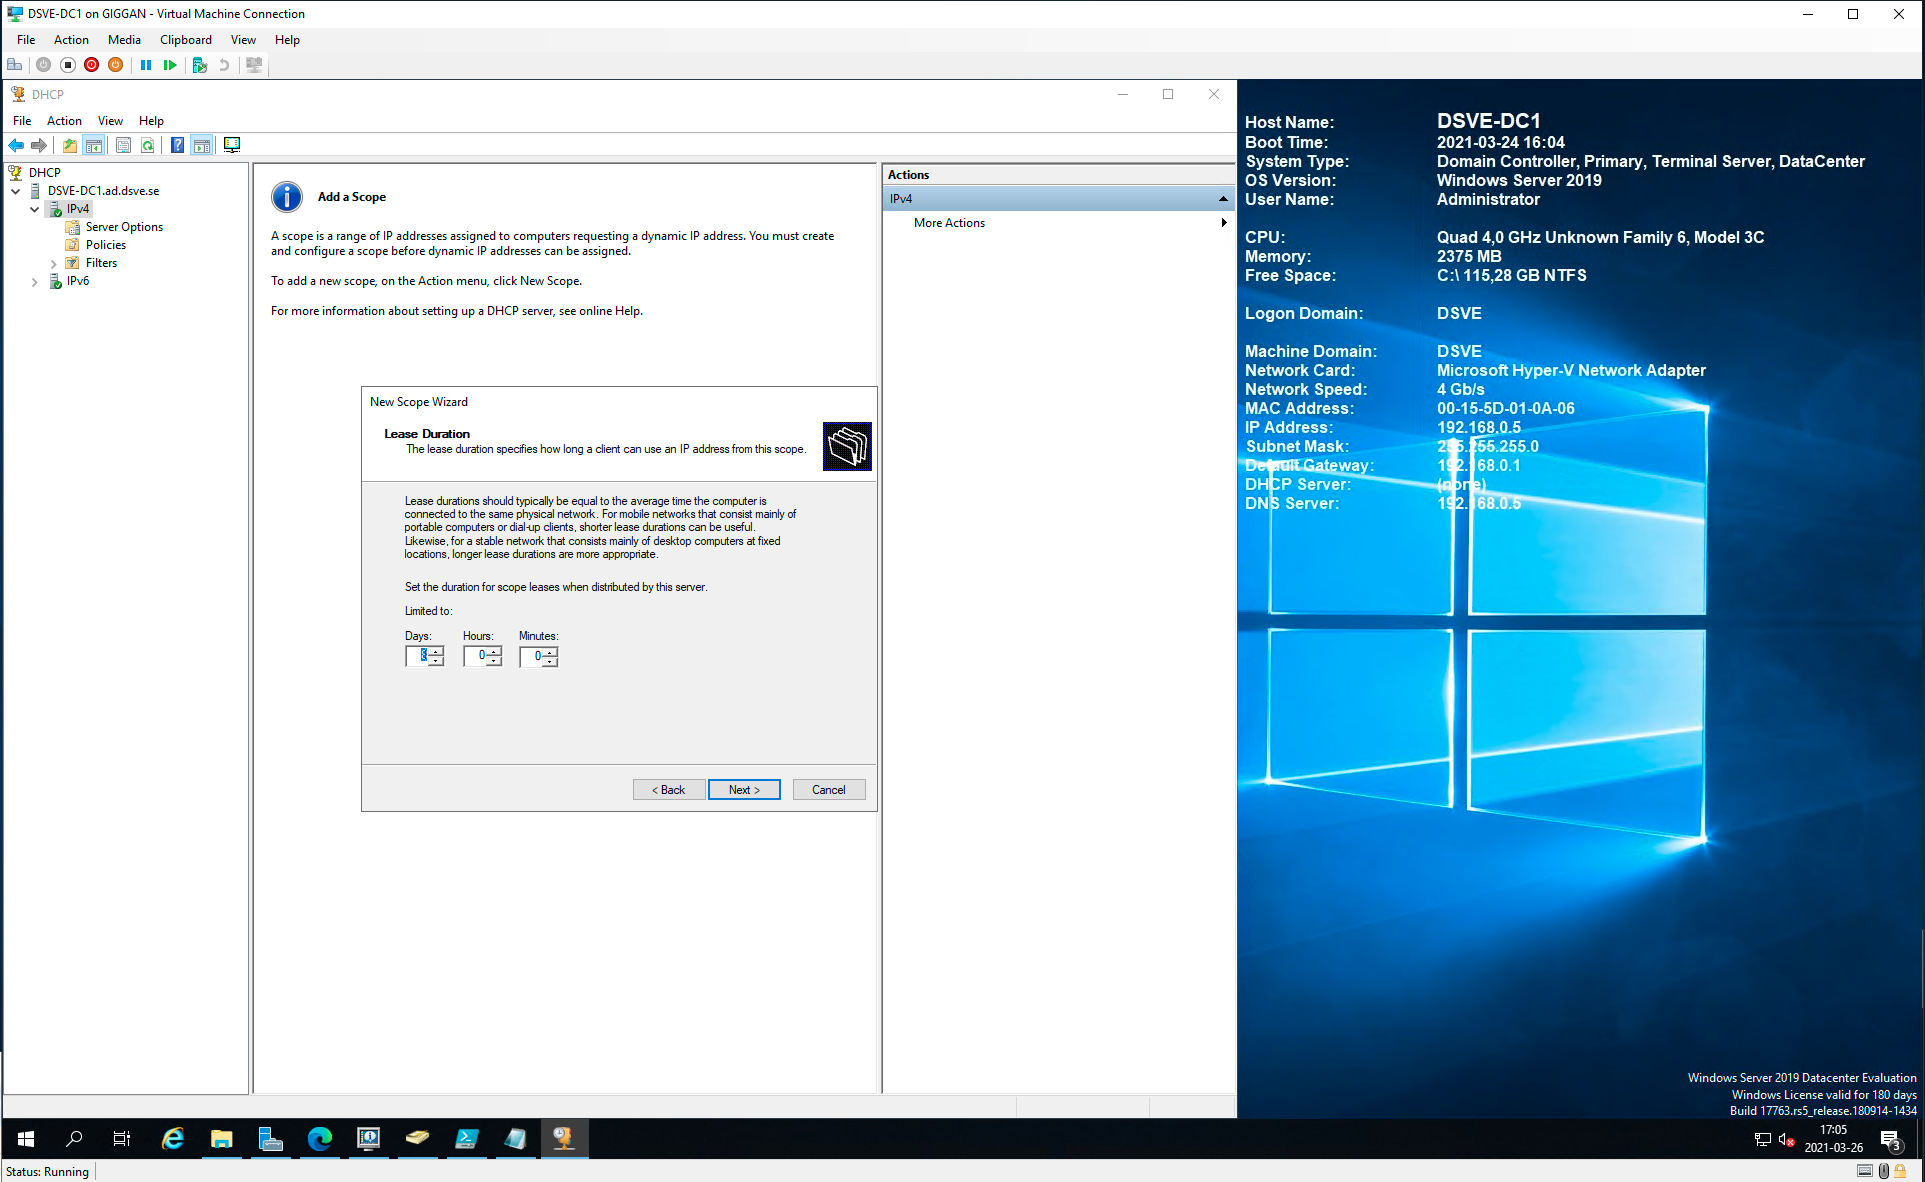 DSVE-DC1 on GIGGAN - Virtual Machine Connection
File Action Media Clipboard View Help
DHCP
File Action View Help
DHCP
DSVE-DC1.ad.dsve.se
IPv4
Server Options
Policies
Filters
IPv6
Add a Scope
A scope is a range of IP addresses assigned to computers requesting a dynamic IP address. You must create
and configure a scope before dynamic IP addresses can be assigned.
To add a new scope, on the Action menu, click New Scope.
For more information about setting up a DHCP server, see online Help.
New Scope Wizard
Lease Duration
The lease duration specifies how long a client can use an IP address from this scope.
Lease durations should typically be equal to the average time the computer is
connected to the same physical network. For mobile networks that consist mainly of
portable computers or dial-up clients, shorter lease durations can be useful.
Likewise, for a stable network that consists mainly of desktop computers at fixed
locations, longer lease durations are more appropriate.
Set the duration for scope leases when distributed by this server.
Limited to:
Days: Hours: Minutes:
0 0
< Back Next > Cancel
Actions
IPv4
More Actions
Host Name: DSVE-DC1
Boot Time: 2021-03-24 16:04
System Type: Domain Controller, Primary, Terminal Server, DataCenter
OS Version: Windows Server 2019
User Name: Administrator
CPU: Quad 4,0 GHz Unknown Family 6, Model 3C
Memory: 2375 MB
Free Space: C:\ 115,28 GB NTFS
Logon Domain: DSVE
Machine Domain: DSVE
Network Card: Microsoft Hyper-V Network Adapter
Network Speed: 4 Gb/s
MAC Address: 00-15-5D-01-0A-06
IP Address: 192.168.0.5
Subnet Mask: 255.255.255.0
Default Gateway: 192.168.0.1
DHCP Server: (none)
DNS Server: 192.168.0.5
Windows Server 2019 Datacenter Evaluation
Windows License valid for 180 days
Build 17763.rs5_release.180914-1434
17:05
2021-03-26
3
Status: Running